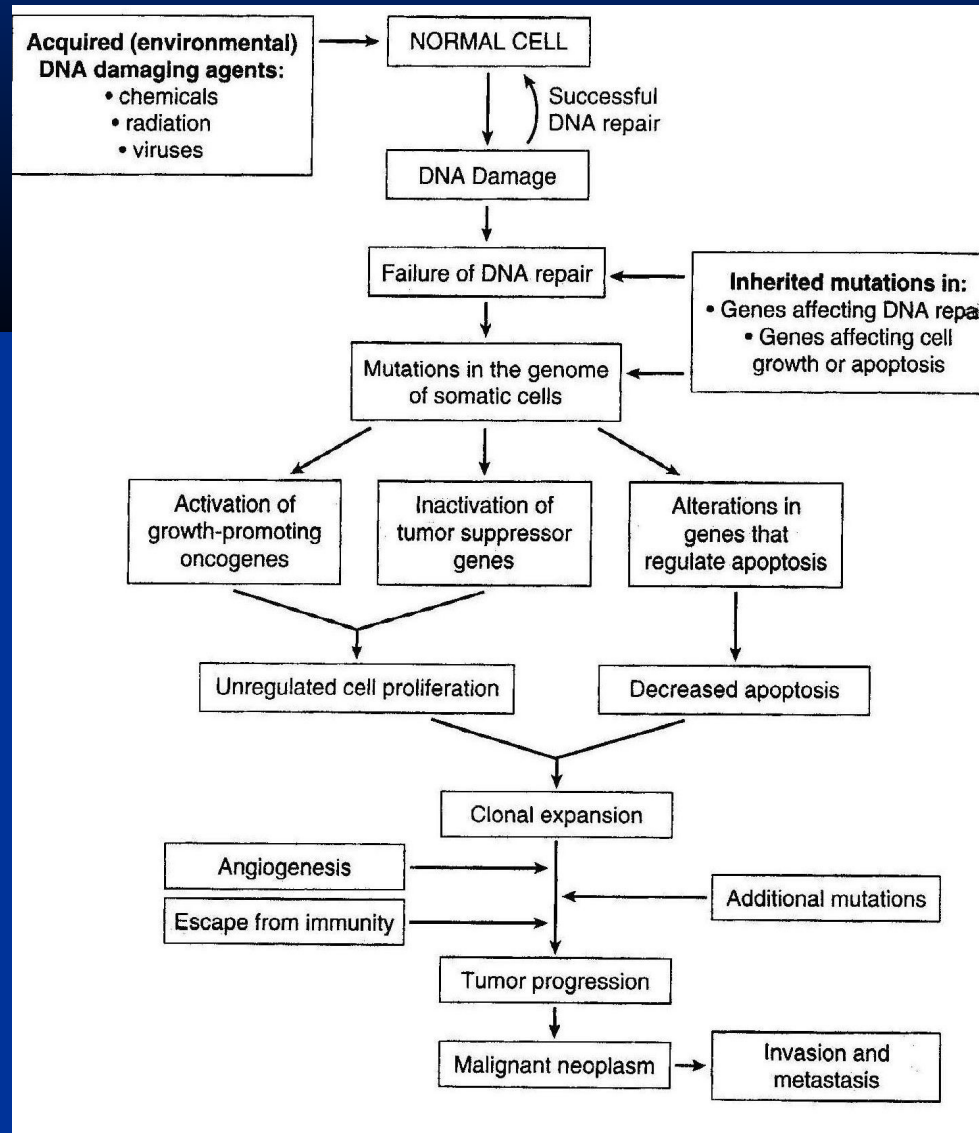 Acquired (environmental)
DNA damaging agents:
• chemicals
• radiation
• viruses
NORMAL CELL
Successful
DNA repair
DNA Damage
Failure of DNA repair
Inherited mutations in:
• Genes affecting DNA repai
• Genes affecting cell
growth or apoptosis
Mutations in the genome
of somatic cells
Activation of
growth-promoting
oncogenes
Inactivation of
tumor suppressor
genes
Alterations in
genes that
regulate apoptosis
Unregulated cell proliferation
Decreased apoptosis
Clonal expansion
Angiogenesis
Additional mutations
Escape from immunity
Tumor progression
Malignant neoplasm
Invasion and
metastasis